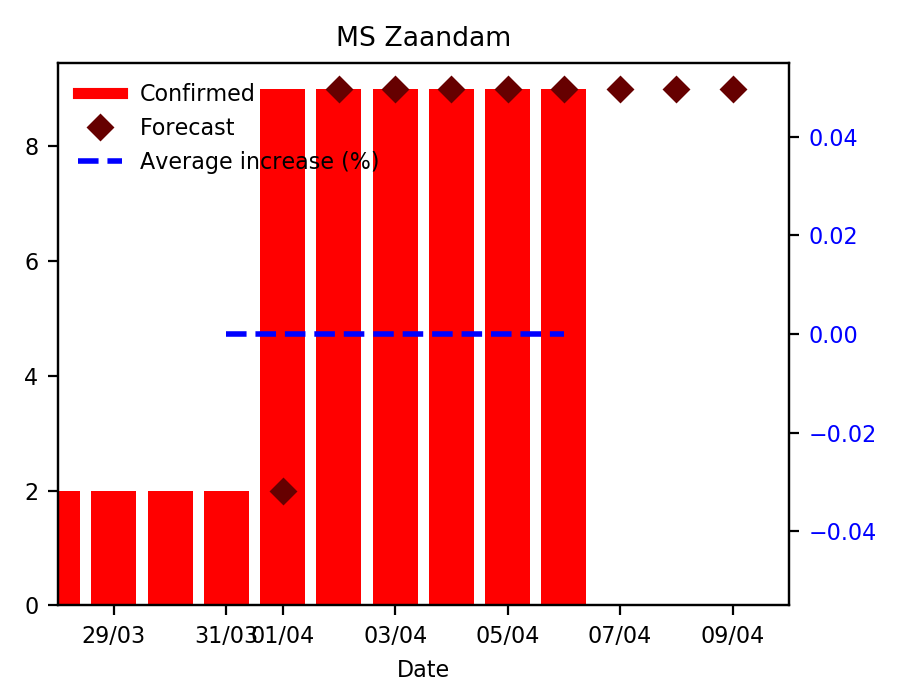 MS Zaandam
Confirmed
Forecast
Average increase (%)
8
6
4
2
0
0.04
0.02
0.00
−0.02
−0.04
29/03 31/03 01/04 03/04 05/04 07/04 09/04
Date